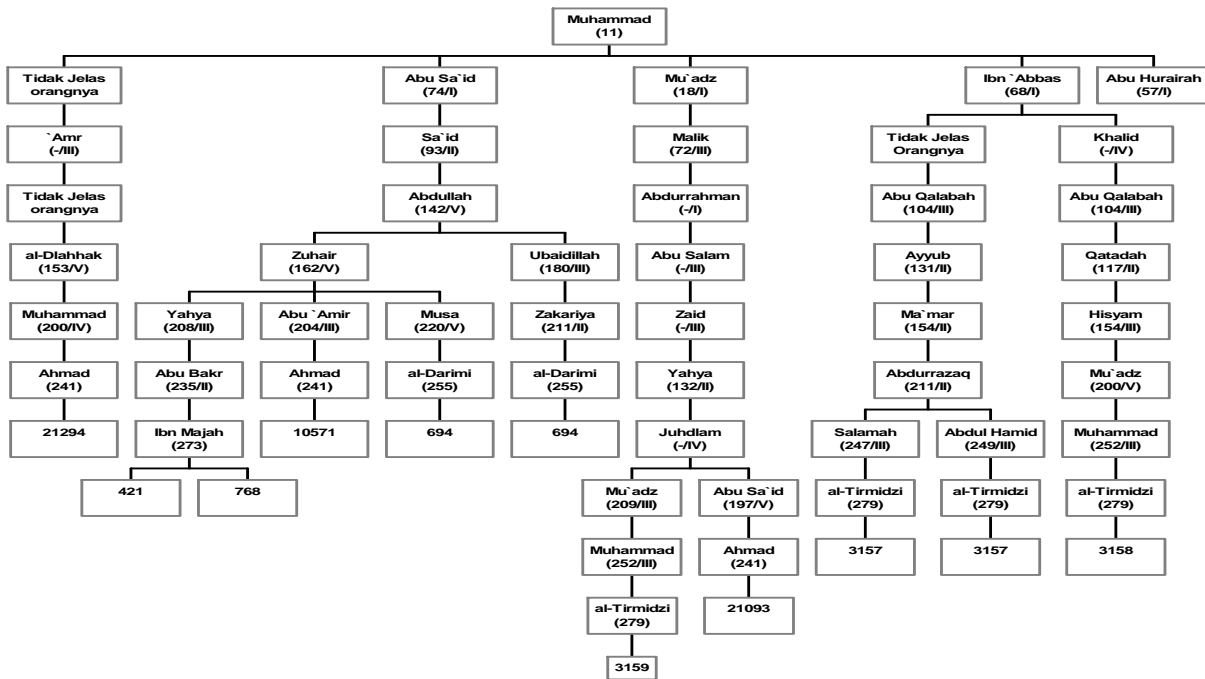 Muhammad
(11)
Tidak Jelas
orangnya
Abu Sa`id
(74/I)
Mu`adz
(18/I)
Ibn `Abbas
(68/I)
Abu Hurairah
(57/I)
`Amr
(-/III)
Sa`id
(93/II)
Malik
(72/III)
Tidak Jelas
Orangnya
Khalid
(-/IV)
Tidak Jelas
orangnya
Abdullah
(142/V)
Abdurrahman
(-/I)
Abu Qalabah
(104/III)
Abu Qalabah
(104/III)
al-Dlahhak
(153/V)
Zuhair
(162/V)
Ubaidillah
(180/III)
Abu Salam
(-/III)
Ayyub
(131/II)
Qatadah
(117/II)
Muhammad
(200/IV)
Yahya
(208/III)
Abu `Amir
(204/III)
Musa
(220/V)
Zakariya
(211/II)
Zaid
(-/III)
Ma`mar
(154/II)
Hisyam
(154/III)
Ahmad
(241)
Abu Bakr
(235/II)
Ahmad
(241)
al-Darimi
(255)
al-Darimi
(255)
Yahya
(132/II)
Abdurrazaq
(211/II)
Mu`adz
(200/V)
21294
Ibn Majah
(273)
10571
694
694
Juhdlam
(-/IV)
Salamah
(247/III)
Abdul Hamid
(249/III)
Muhammad
(252/III)
421
768
Mu`adz
(209/III)
Abu Sa`id
(197/V)
al-Tirmidzi
(279)
al-Tirmidzi
(279)
al-Tirmidzi
(279)
Muhammad
(252/III)
Ahmad
(241)
3157
3157
3158
al-Tirmidzi
(279)
21093
3159